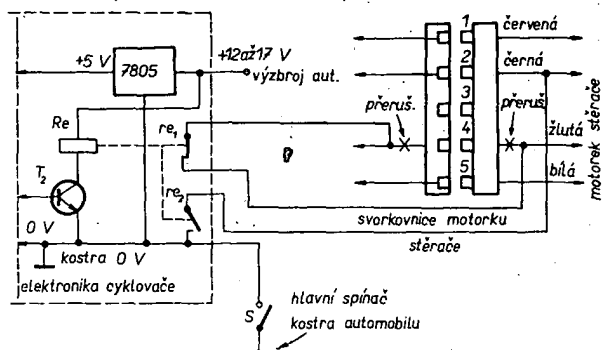 +5 V
7805
+12až17 V
výzbroj aut.
Re
re1
T2
re2
0 V
kostra 0 V
elektronika cyklovače
S
hlavní spínač
kostra automobilu
1
2
3
4
5
přeruš.
přeruš.
červená
černá
žlutá
bílá
motorek stěrače
svorkovnice motorku
stěrače